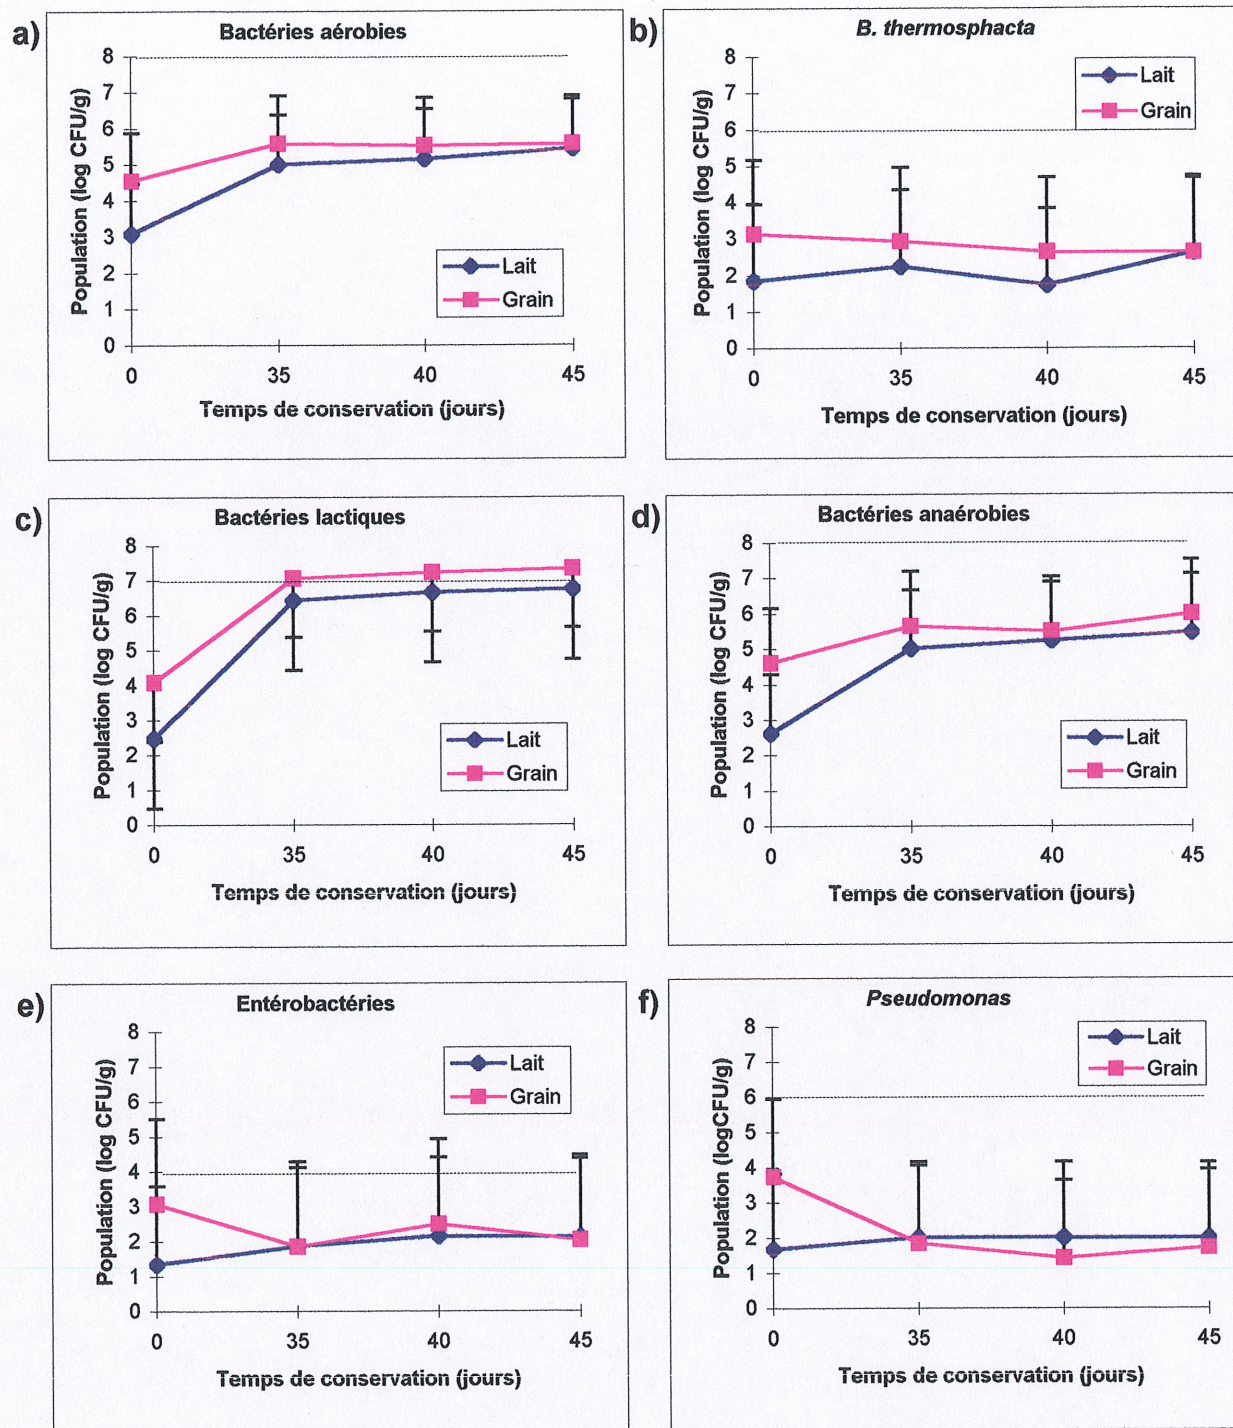 a)
Bactéries aérobies
Population (log CFU/g)
8
7
6
5
4
3
2
1
0
Lait
Grain
0 35 40 45
Temps de conservation (jours)
b)
B. thermosphacta
Population (log CFU/g)
8
7
6
5
4
3
2
1
0
Lait
Grain
0 35 40 45
Temps de conservation (jours)
c)
Bactéries lactiques
Population (log CFU/g)
8
7
6
5
4
3
2
1
0
Lait
Grain
0 35 40 45
Temps de conservation (jours)
d)
Bactéries anaérobies
Population (log CFU/g)
8
7
6
5
4
3
2
1
0
Lait
Grain
0 35 40 45
Temps de conservation (jours)
e)
Entérobactéries
Population (log CFU/g)
8
7
6
5
4
3
2
1
0
Lait
Grain
0 35 40 45
Temps de conservation (jours)
f)
Pseudomonas
Population (logCFU/g)
8
7
6
5
4
3
2
1
0
Lait
Grain
0 35 40 45
Temps de conservation (jours)